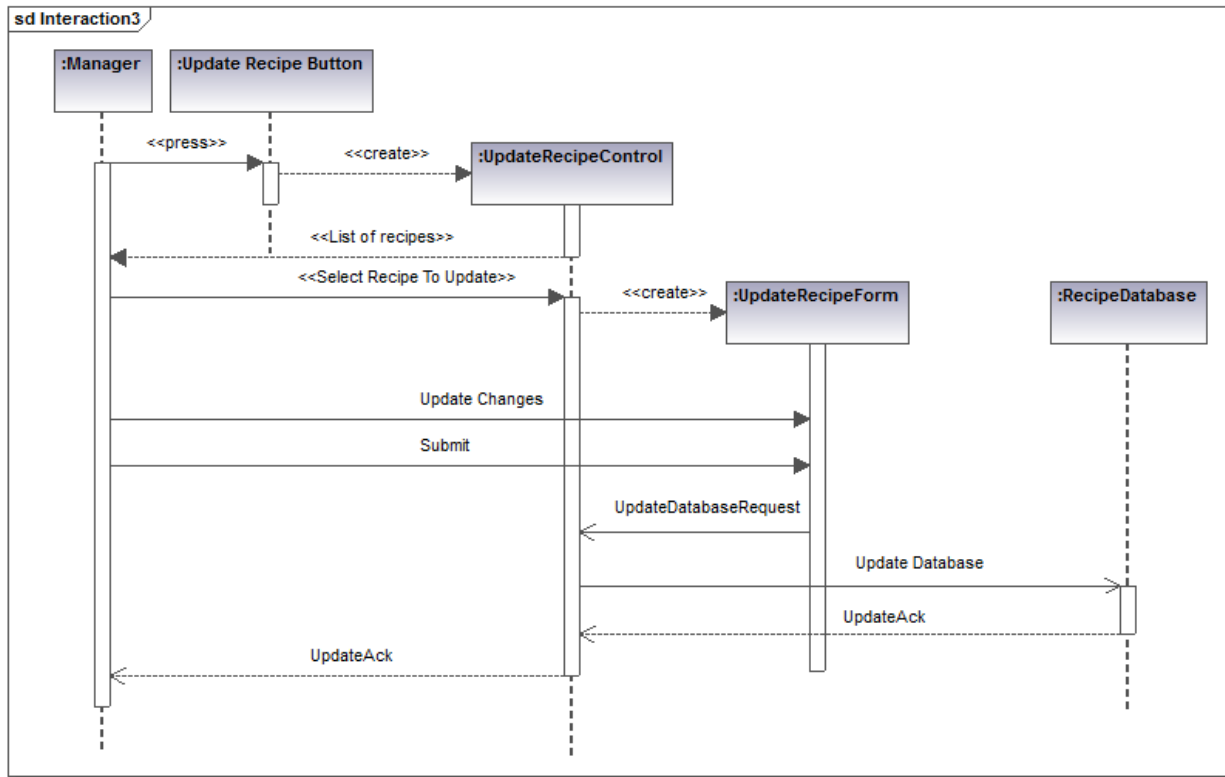 sd Interaction3
:Manager
:Update Recipe Button
<<press>>
<<create>>
:UpdateRecipeControl
<<List of recipes>>
<<Select Recipe To Update>>
<<create>>
:UpdateRecipeForm
:RecipeDatabase
Update Changes
Submit
UpdateDatabaseRequest
Update Database
UpdateAck
UpdateAck